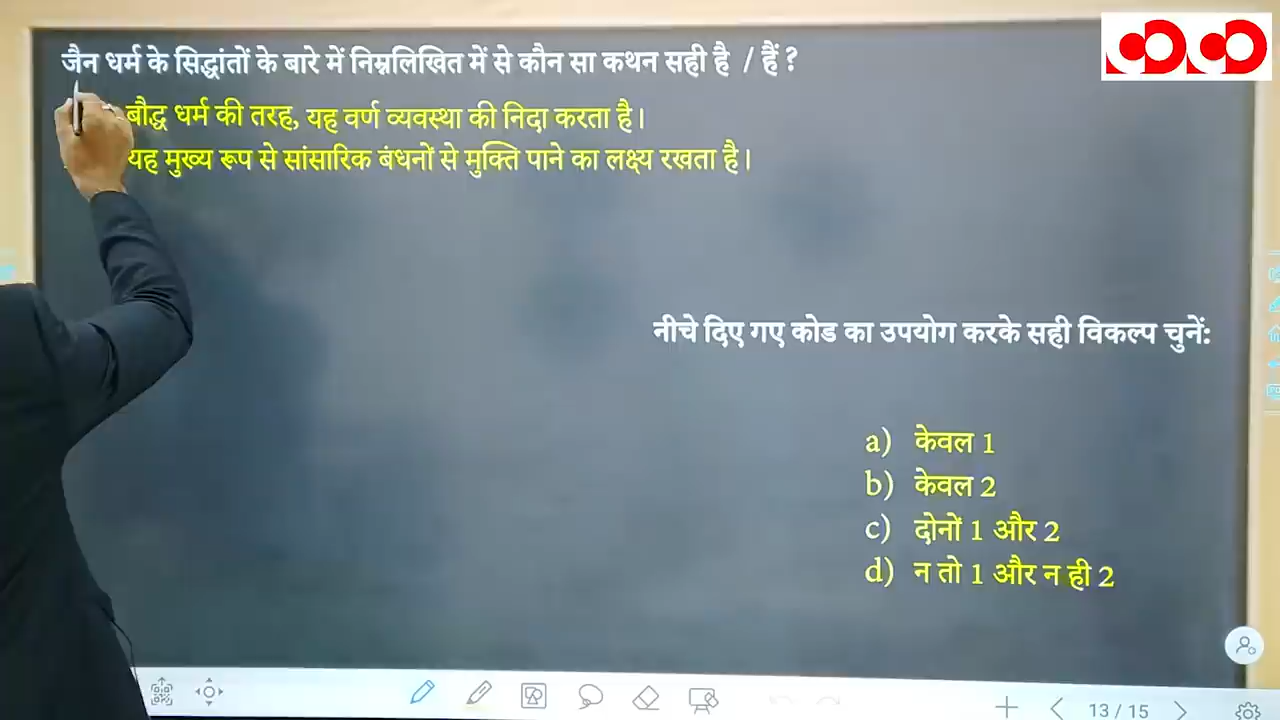 जैन धर्म के सिद्धांतों के बारे में निम्नलिखित में से कौन सा कथन सही है / हैं ?
बौद्ध धर्म की तरह, यह वर्ण व्यवस्था की निंदा करता है।
यह मुख्य रूप से सांसारिक बंधनों से मुक्ति पाने का लक्ष्य रखता है।
नीचे दिए गए कोड का उपयोग करके सही विकल्प चुनें:
a) केवल 1
b) केवल 2
c) दोनों 1 और 2
d) न तो 1 और न ही 2
13 / 15